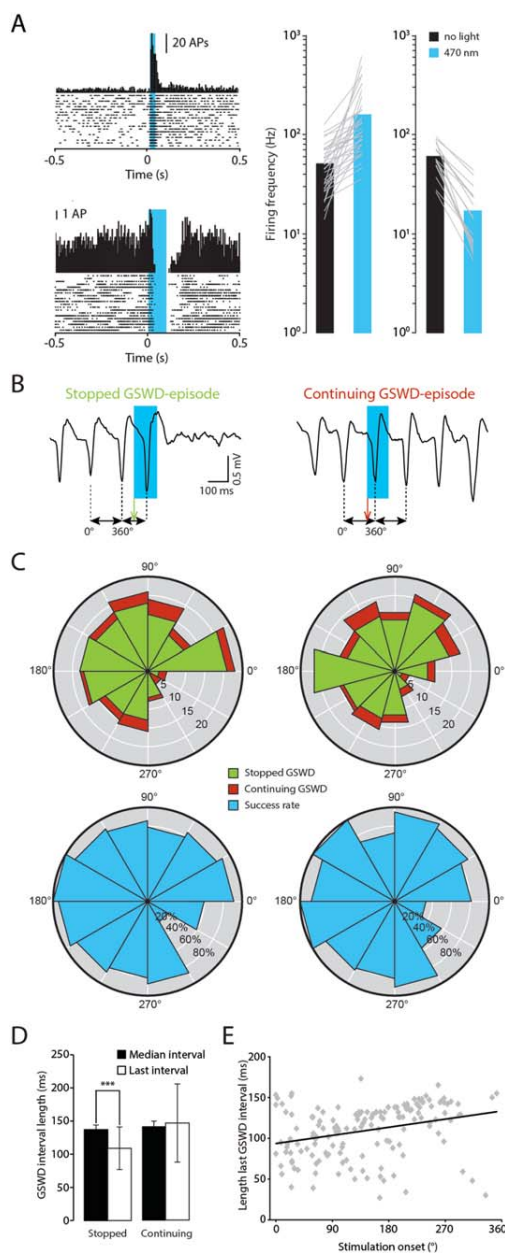 A
20 APs
-0.5
0
0.5
Time (s)
1 AP
-0.5
0
0.5
Time (s)
no light
470 nm
Firing frequency (Hz)
10³
10²
10¹
10⁰
10³
10²
10¹
10⁰
B
Stopped GSWD-episode
Continuing GSWD-episode
0.5 mV
100 ms
0°
360°
0°
360°
C
90°
180°
0°
5
10
15
20
270°
90°
180°
0°
5
10
15
20
270°
Stopped GSWD
Continuing GSWD
Success rate
90°
180°
0°
20%
40%
60%
80%
270°
90°
180°
0°
20%
40%
60%
80%
270°
D
Median interval
Last interval
GSWD interval length (ms)
250
200
150
100
50
0
***
Stopped
Continuing
E
Length last GSWD interval (ms)
200
150
100
50
0
0
90
180
270
360
Stimulation onset (°)